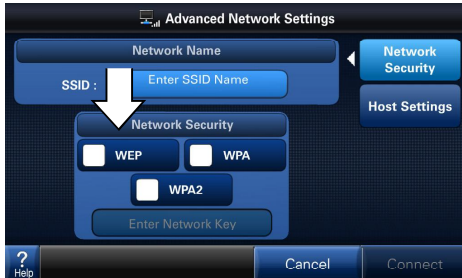 Advanced Network Settings
Network Name
SSID :
Enter SSID Name
Network Security
WEP
WPA
WPA2
Enter Network Key
Network
Security
Host Settings
?
Help
Cancel
Connect